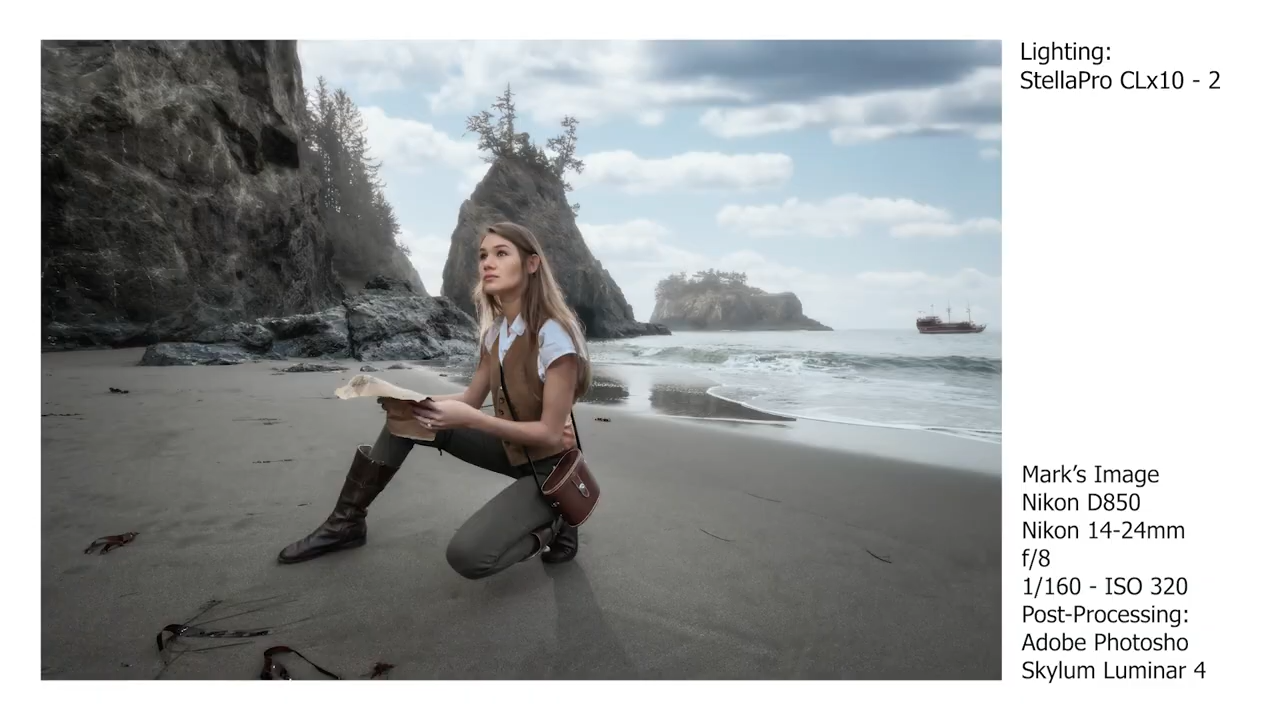 Lighting:
StellaPro CLx10 - 2
Mark's Image
Nikon D850
Nikon 14-24mm
f/8
1/160 - ISO 320
Post-Processing:
Adobe Photosho
Skylum Luminar 4